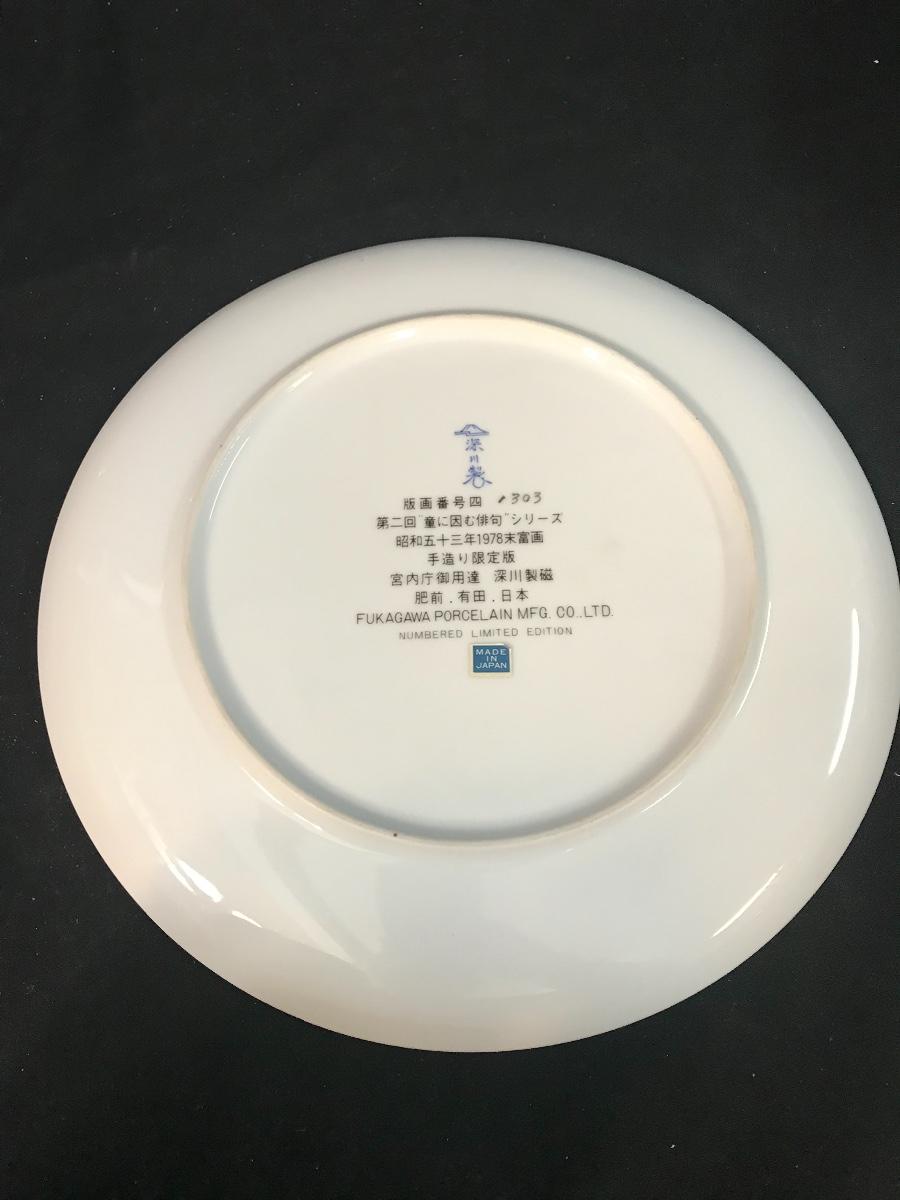 深
川
製
版画番号四 303
第二回"童に因む俳句"シリーズ
昭和五十三年1978末富画
手造り限定版
宮内庁御用達 深川製磁
肥前．有田．日本
FUKAGAWA PORCELAIN MFG. CO..LTD.
NUMBERED LIMITED EDITION
MADE
IN
JAPAN